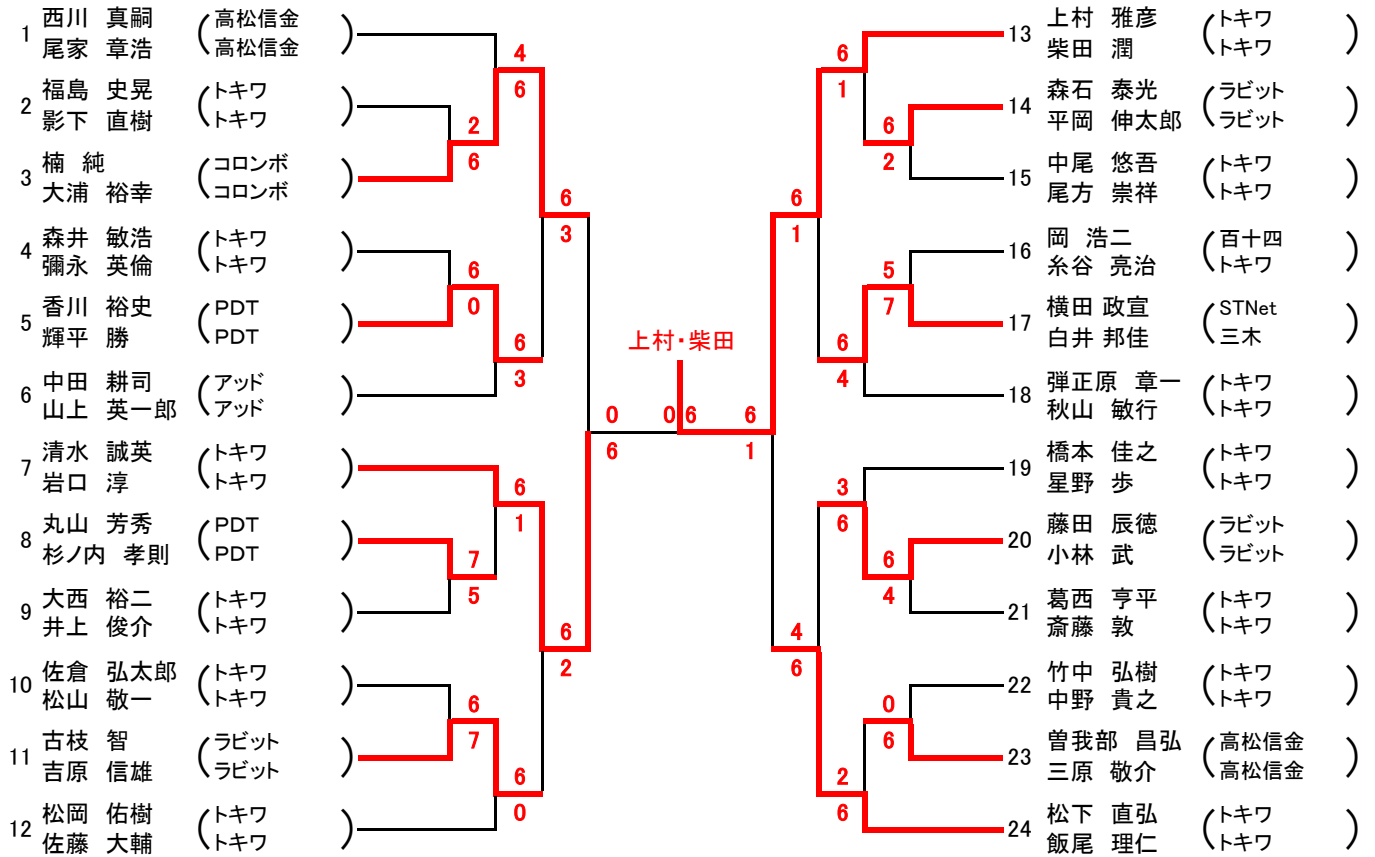 1 西川 真嗣 (高松信金)
尾家 章浩 (高松信金)
4
6
2 福島 史晃 (トキワ)
影下 直樹 (トキワ)
2
6
3 楠 純 (コロンボ)
大浦 裕幸 (コロンボ)
6
3
4 森井 敏浩 (トキワ)
彌永 英倫 (トキワ)
6
0
5 香川 裕史 (PDT)
輝平 勝 (PDT)
6
3
6 中田 耕司 (アッド)
山上 英一郎 (アッド)
0
6
7 清水 誠英 (トキワ)
岩口 淳 (トキワ)
6
1
8 丸山 芳秀 (PDT)
杉ノ内 孝則 (PDT)
7
5
9 大西 裕二 (トキワ)
井上 俊介 (トキワ)
6
2
10 佐倉 弘太郎 (トキワ)
松山 敬一 (トキワ)
6
7
11 古枝 智 (ラビット)
吉原 信雄 (ラビット)
6
0
12 松岡 佑樹 (トキワ)
佐藤 大輔 (トキワ)
上村・柴田
0 6
6
1
13 上村 雅彦 (トキワ)
柴田 潤 (トキワ)
6
1
14 森石 泰光 (ラビット)
平岡 伸太郎 (ラビット)
6
2
15 中尾 悠吾 (トキワ)
尾方 崇祥 (トキワ)
6
1
16 岡 浩二 (百十四)
糸谷 亮治 (トキワ)
5
7
17 横田 政宣 (STNet)
白井 邦佳 (三木)
6
4
18 弾正原 章一 (トキワ)
秋山 敏行 (トキワ)
19 橋本 佳之 (トキワ)
星野 歩 (トキワ)
3
6
20 藤田 辰徳 (ラビット)
小林 武 (ラビット)
6
4
21 葛西 亨平 (トキワ)
斎藤 敦 (トキワ)
4
6
22 竹中 弘樹 (トキワ)
中野 貴之 (トキワ)
0
6
23 曽我部 昌弘 (高松信金)
三原 敬介 (高松信金)
2
6
24 松下 直弘 (トキワ)
飯尾 理仁 (トキワ)